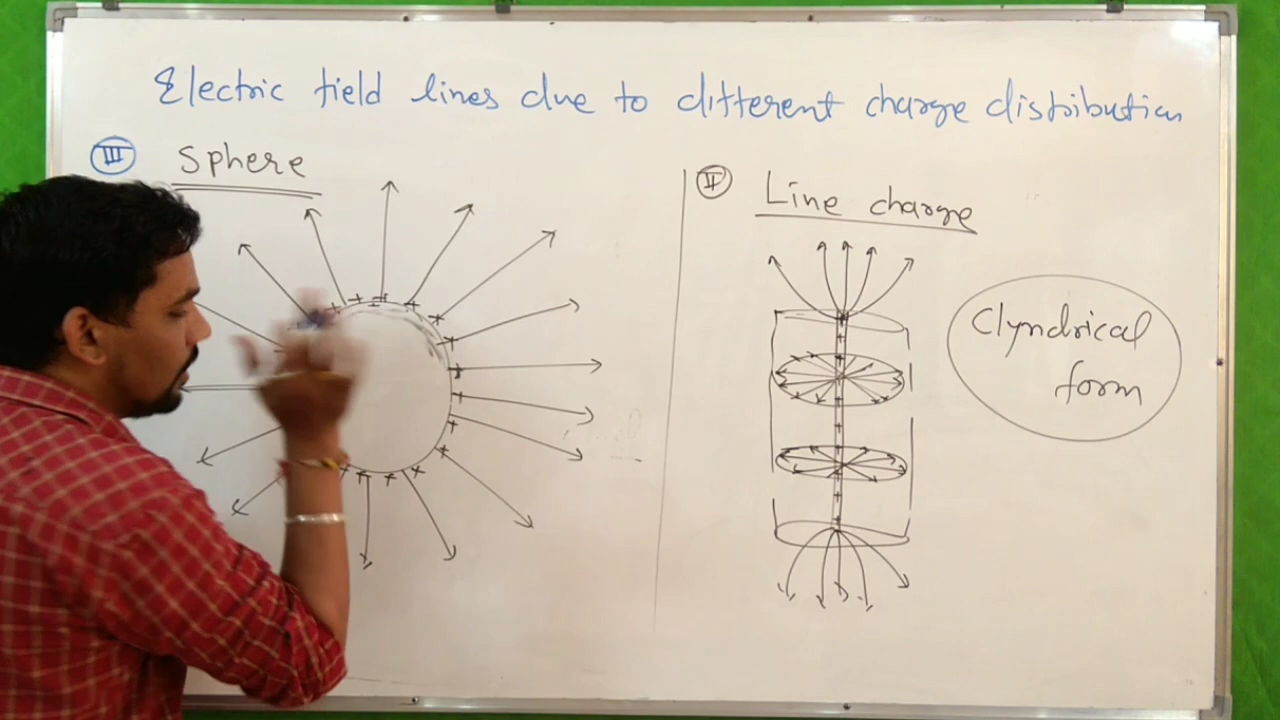 Electric field lines due to different charge distribution
III Sphere
II Line charge
Clyndrical
form